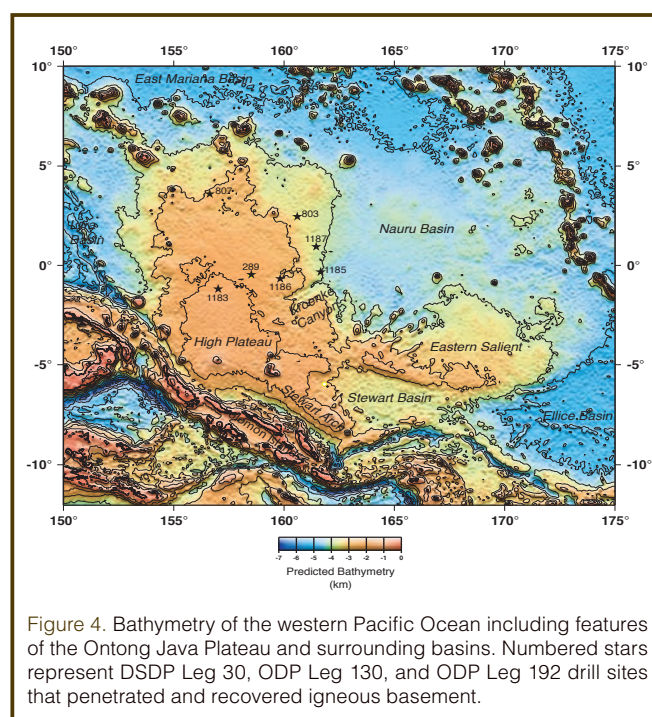 150° 155° 160° 165° 170° 175°
10° 10°
East Mariana Basin
5° 5°
807
803
Nauru Basin
1187
Basin
0° 0°
289
1185
1186
1183
Kroenke
Canyon
High Plateau
Eastern Salient
-5° -5°
Stewart Basin
Stewart Arch
Ellice Basin
-10° -10°
150° 155° 160° 165° 170° 175°
-7 -6 -5 -4 -3 -2 -1 0
Predicted Bathymetry
(km)
Figure 4. Bathymetry of the western Pacific Ocean including features
of the Ontong Java Plateau and surrounding basins. Numbered stars
represent DSDP Leg 30, ODP Leg 130, and ODP Leg 192 drill sites
that penetrated and recovered igneous basement.